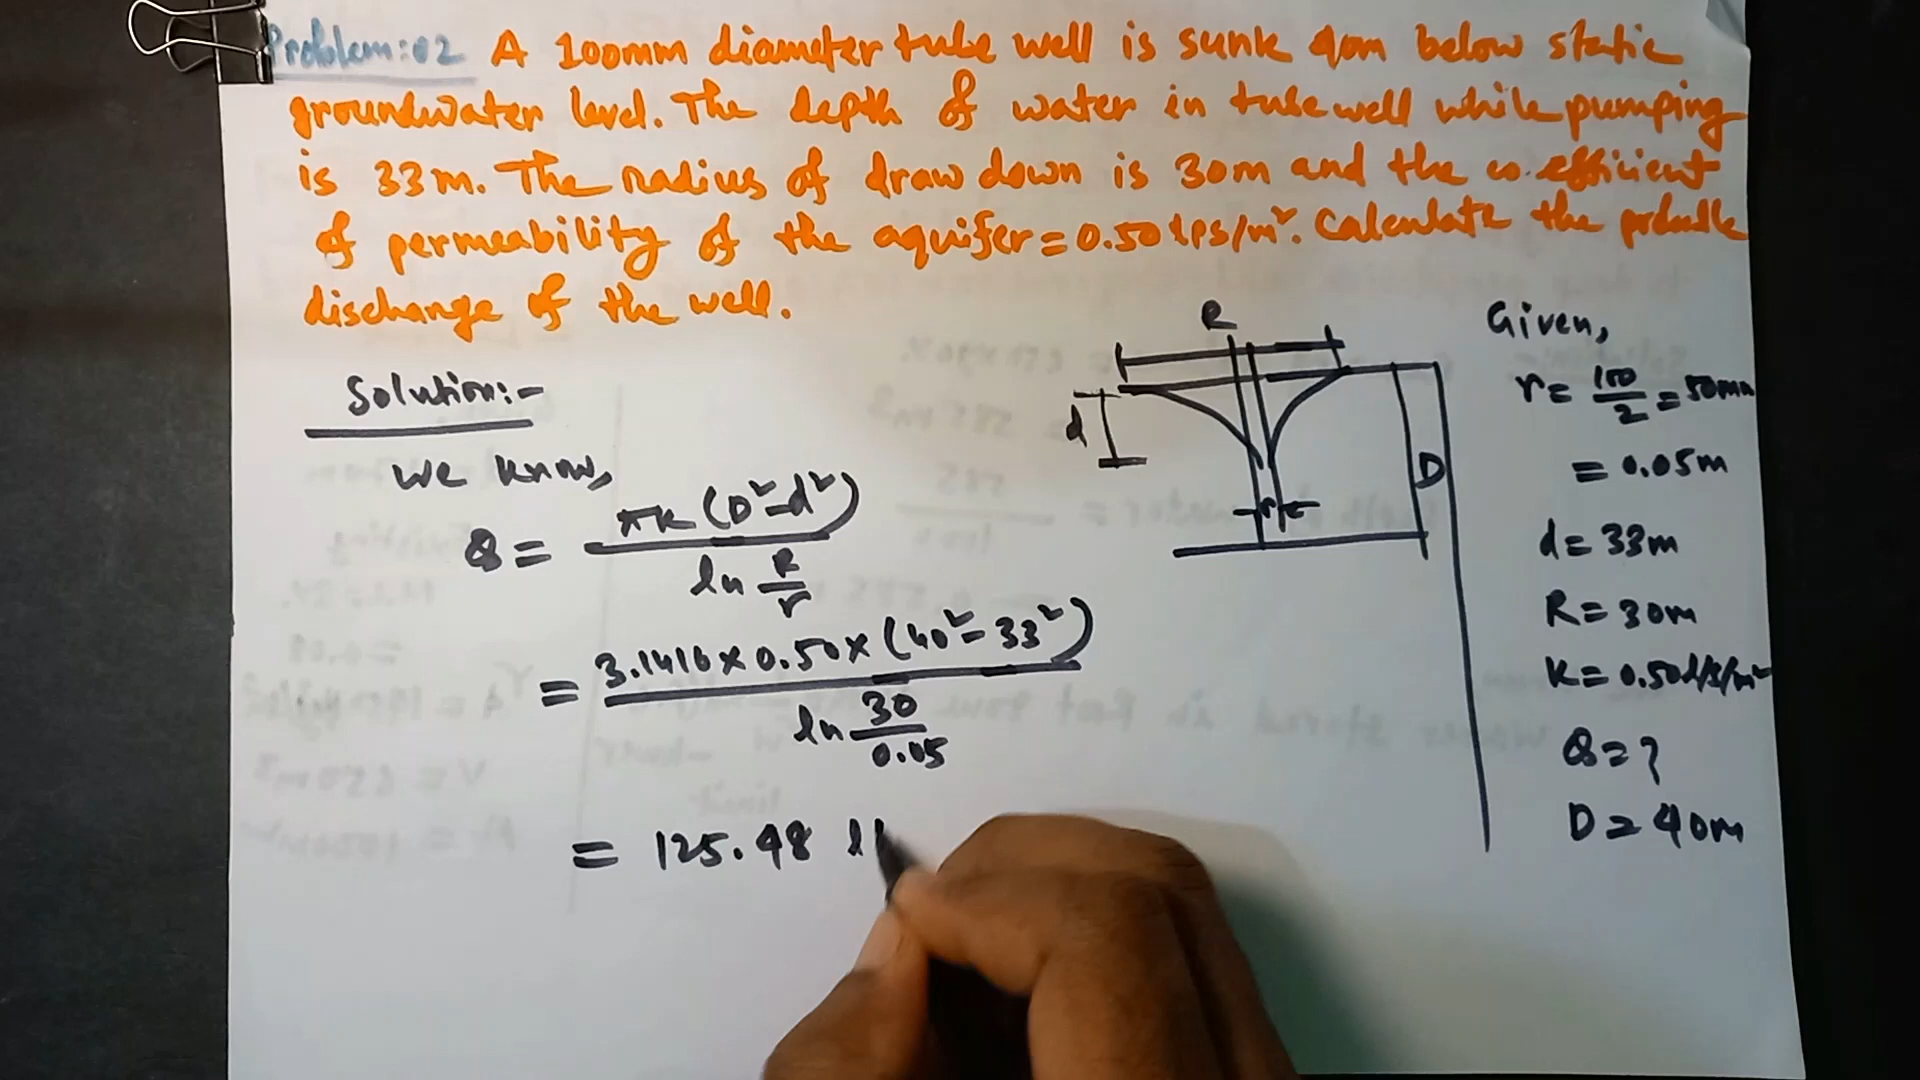 Problem:02 A 100mm diameter tube well is sunk 40m below static
groundwater level. The depth of water in tubewell while pumping
is 33m. The radius of draw down is 30m and the co.efficient
of permeability of the aquifer = 0.50 lps/m². Calculate the
discharge of the well.
R
Given,
Solution:-
r = 100/2 = 50mm
d
we know,
D
= 0.05m
Q = πk (D² - d²) / ln R/r
r
d = 33m
R = 30m
= 3.1416 x 0.50 x (40² - 33²) / ln 30/0.05
K = 0.50 l/s/m²
Q = ?
D = 40m
= 125.48